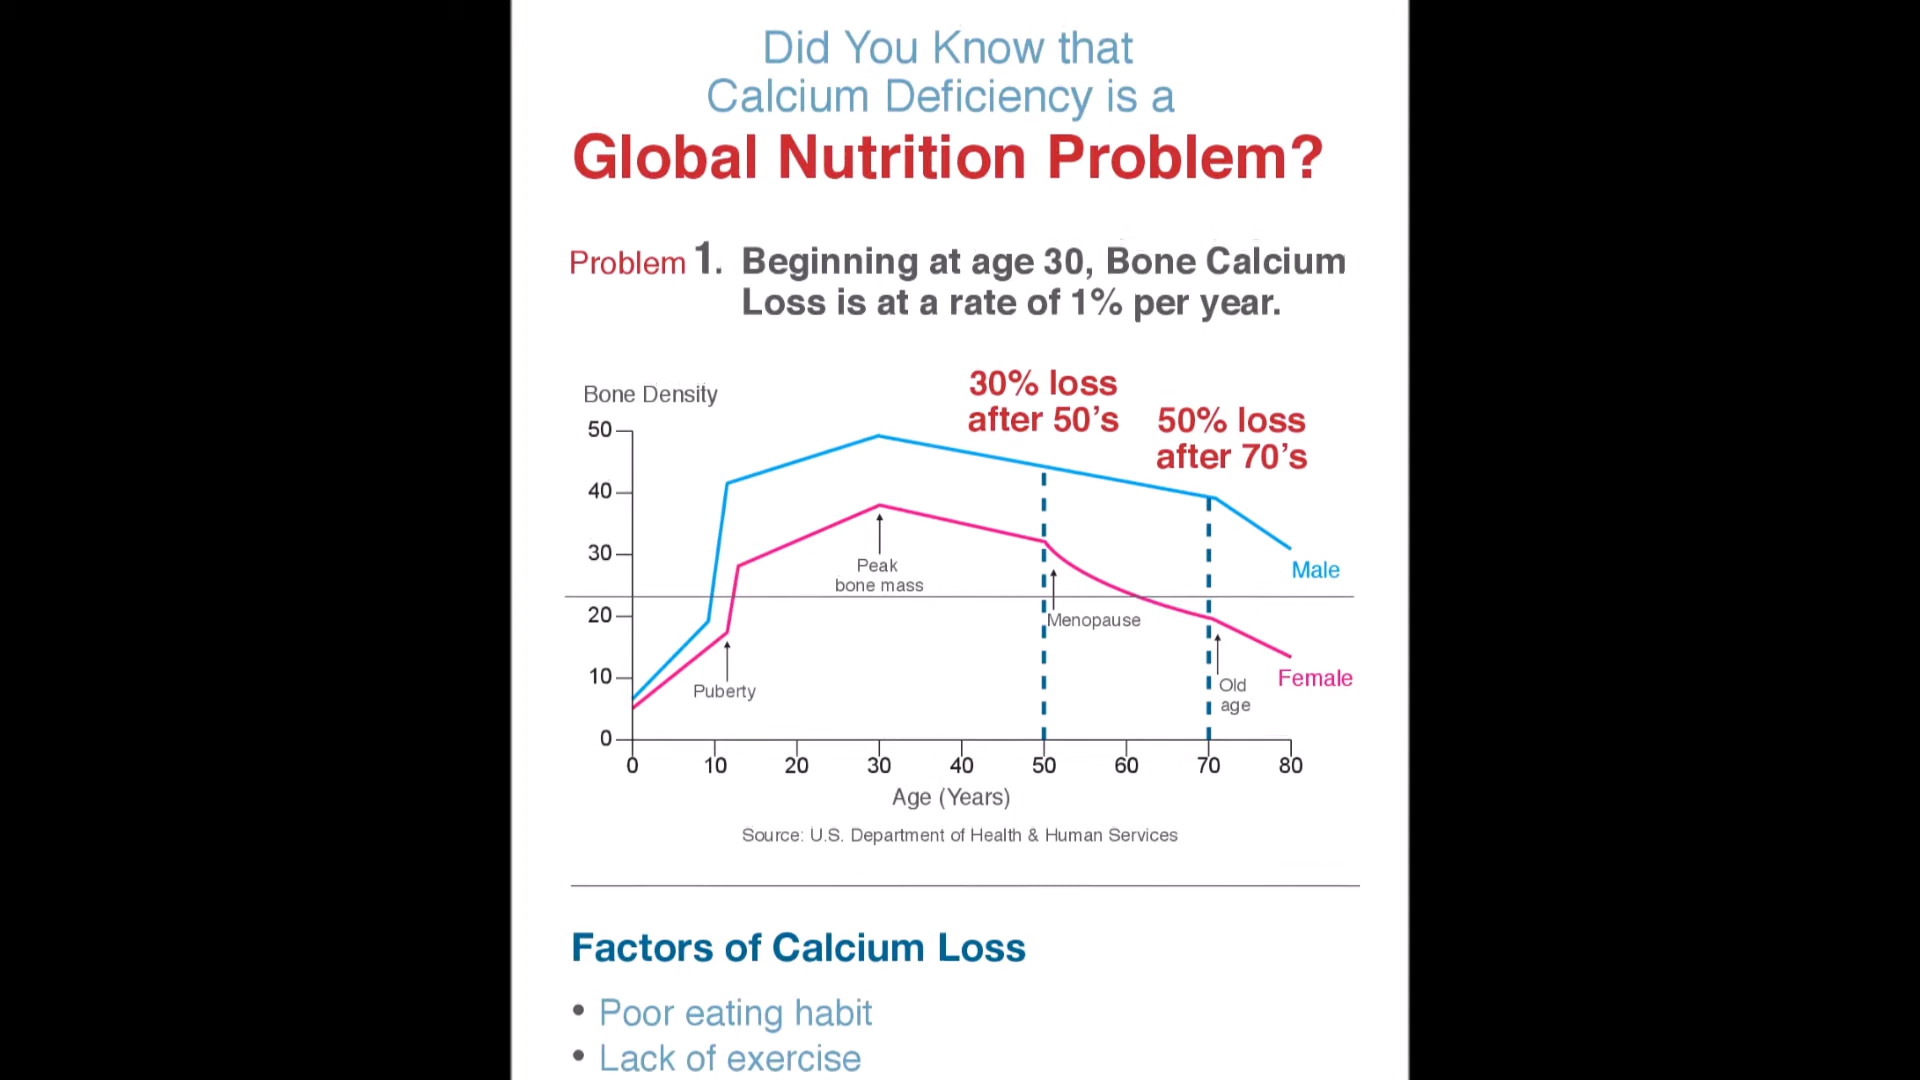 Did You Know that
Calcium Deficiency is a
Global Nutrition Problem?
Problem 1. Beginning at age 30, Bone Calcium
Loss is at a rate of 1% per year.
Bone Density
30% loss
after 50's
50% loss
after 70's
50
40
30
20
10
0
Peak
bone mass
Puberty
Menopause
Old
age
Male
Female
0 10 20 30 40 50 60 70 80
Age (Years)
Source: U.S. Department of Health & Human Services
Factors of Calcium Loss
• Poor eating habit
• Lack of exercise